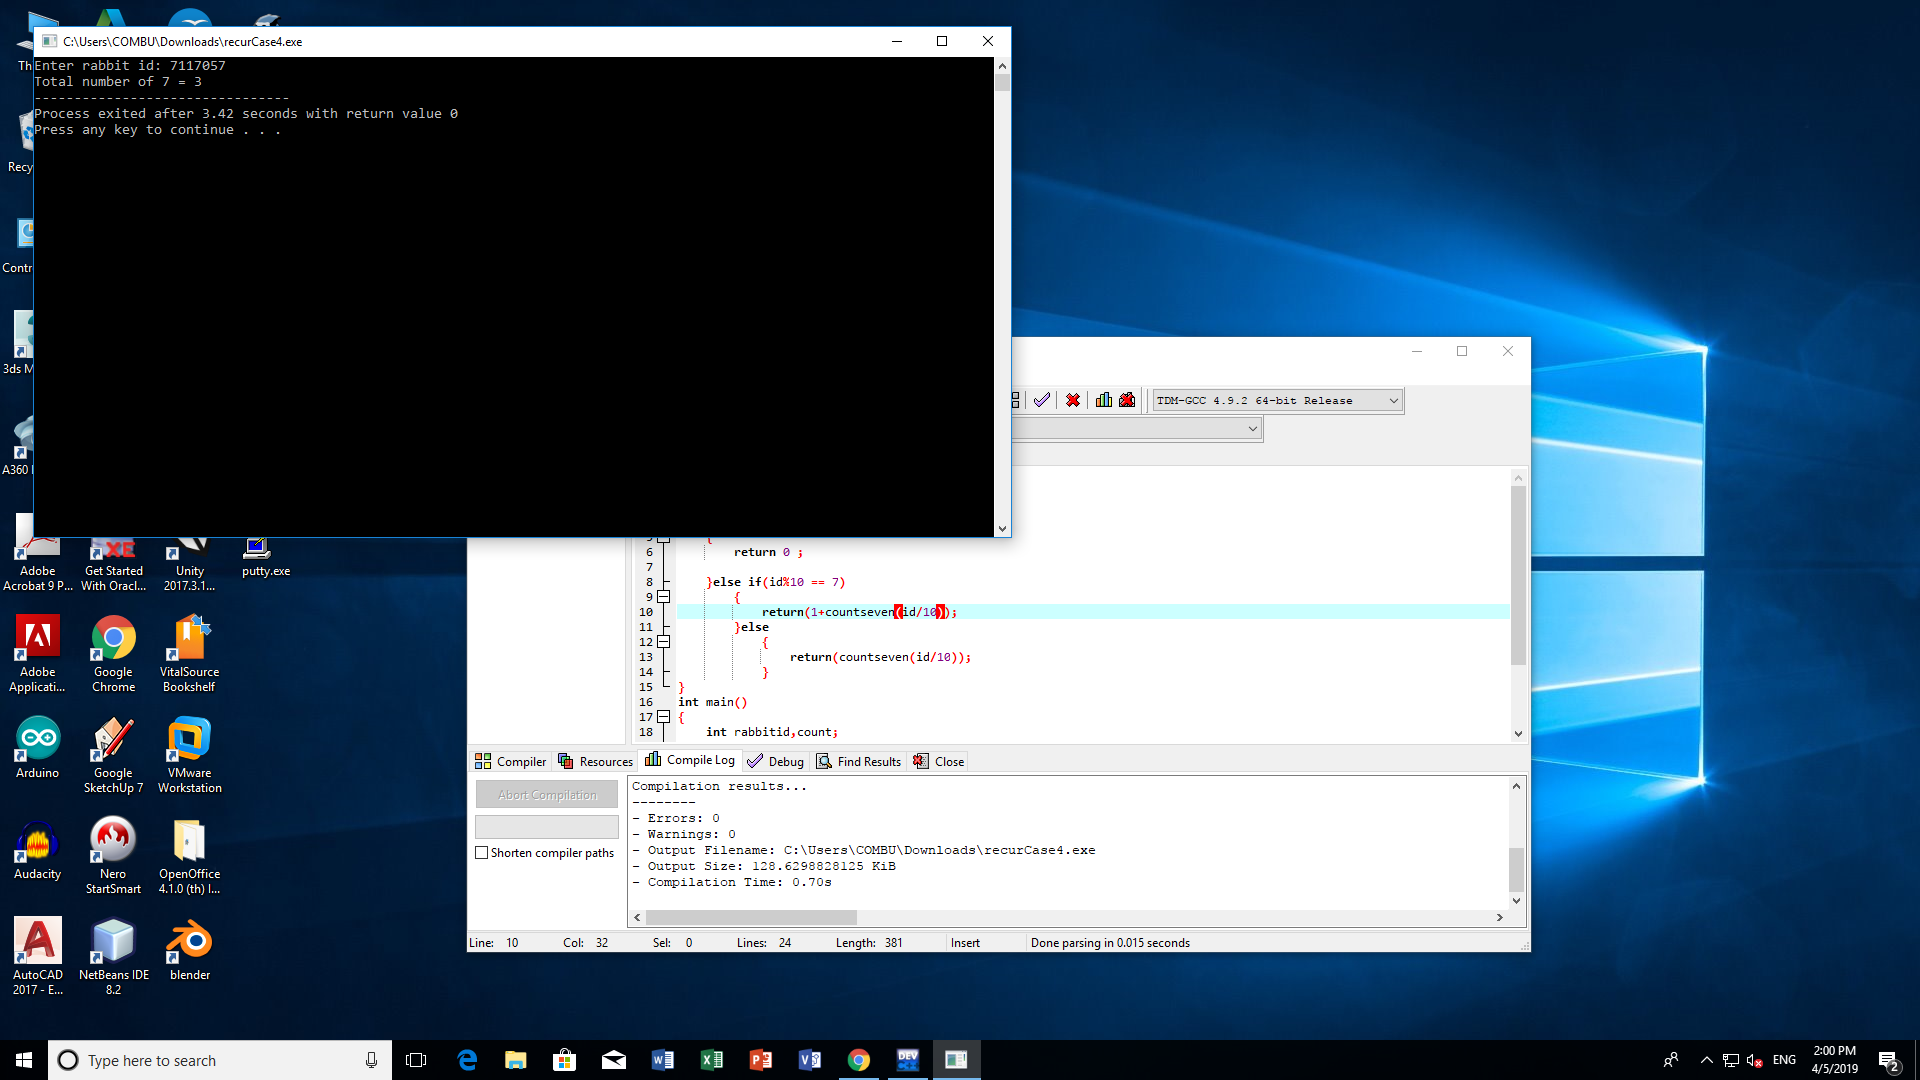 C:\Users\COMBU\Downloads\recurCase4.exe
Enter rabbit id: 7117057
Total number of 7 = 3
--------------------------------
Process exited after 3.42 seconds with return value 0
Press any key to continue . . .
Th
Recy
Contr
3ds M
A360
Adobe
Acrobat 9 P...
Get Started
With Oracl...
Unity
2017.3.1...
putty.exe
Adobe
Applicati...
Google
Chrome
VitalSource
Bookshelf
Arduino
Google
SketchUp 7
VMware
Workstation
Audacity
Nero
StartSmart
OpenOffice
4.1.0 (th) I...
AutoCAD
2017 - E...
NetBeans IDE
8.2
blender
TDM-GCC 4.9.2 64-bit Release
5 {
6 return 0 ;
7
8 }else if(id%10 == 7)
9 {
10 return(1+countseven(id/10));
11 }else
12 {
13 return(countseven(id/10));
14 }
15 }
16 int main()
17 {
18 int rabbitid,count;
Compiler Resources Compile Log Debug Find Results Close
Abort Compilation
Shorten compiler paths
Compilation results...
--------
- Errors: 0
- Warnings: 0
- Output Filename: C:\Users\COMBU\Downloads\recurCase4.exe
- Output Size: 128.6298828125 KiB
- Compilation Time: 0.70s
Line: 10 Col: 32 Sel: 0 Lines: 24 Length: 381 Insert Done parsing in 0.015 seconds
Type here to search
DEV
ENG
2:00 PM
4/5/2019
2